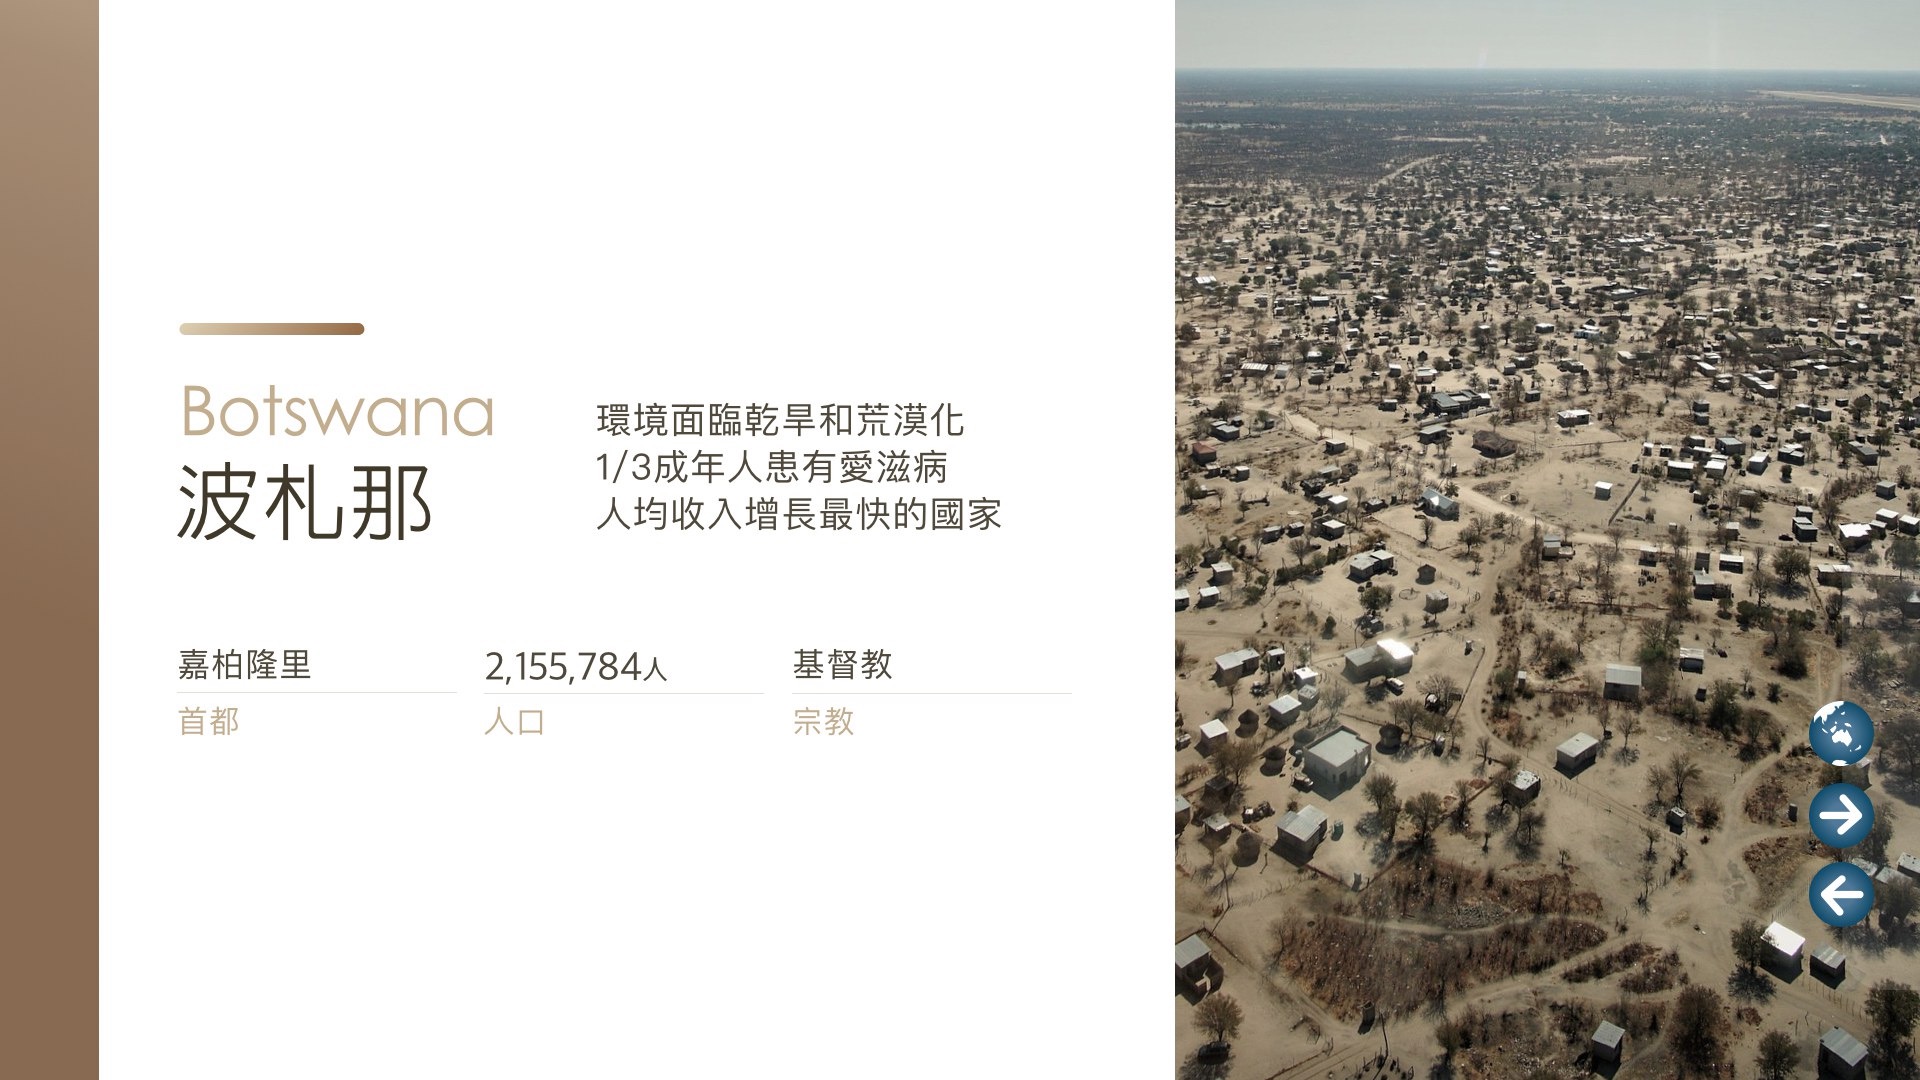 Botswana
波札那
環境面臨乾旱和荒漠化
1/3成年人患有愛滋病
人均收入增長最快的國家
嘉柏隆里
首都
2,155,784人
人口
基督教
宗教